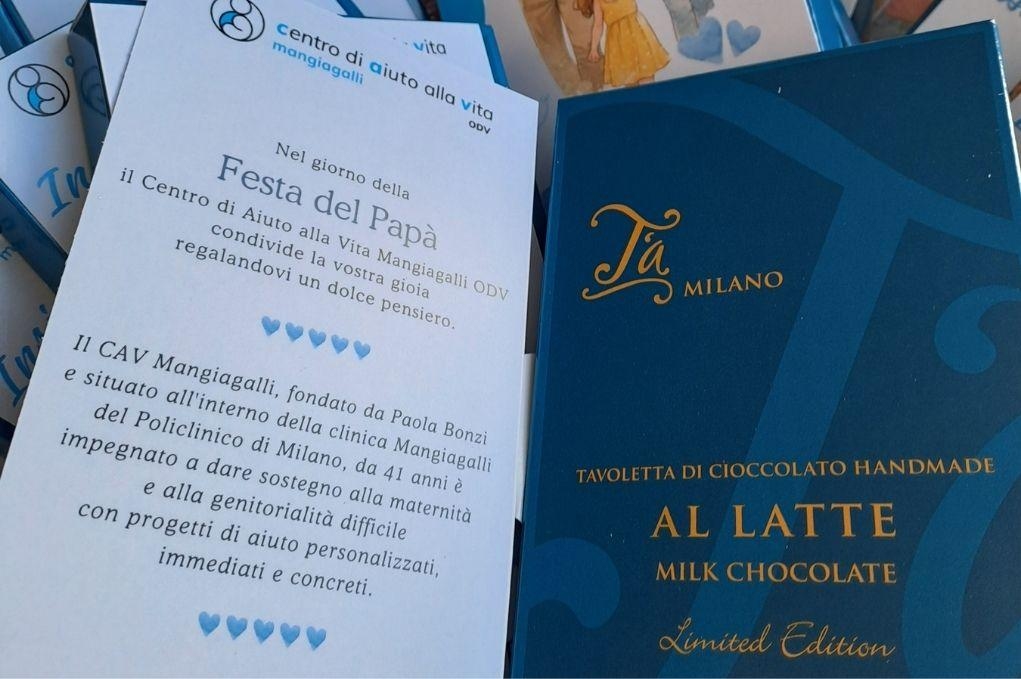 centro di aiuto alla vita
mangiagalli
ODV
Nel giorno della
Festa del Papà
il Centro di Aiuto alla Vita Mangiagalli ODV
condivide la vostra gioia
regalandovi un dolce pensiero.
Il CAV Mangiagalli, fondato da Paola Bonzi
e situato all'interno della clinica Mangiagalli
del Policlinico di Milano, da 41 anni è
impegnato a dare sostegno alla maternità
e alla genitorialità difficile
con progetti di aiuto personalizzati,
immediati e concreti.
vita
Ta MILANO
TAVOLETTA DI CIOCCOLATO HANDMADE
AL LATTE
MILK CHOCOLATE
Limited Edition